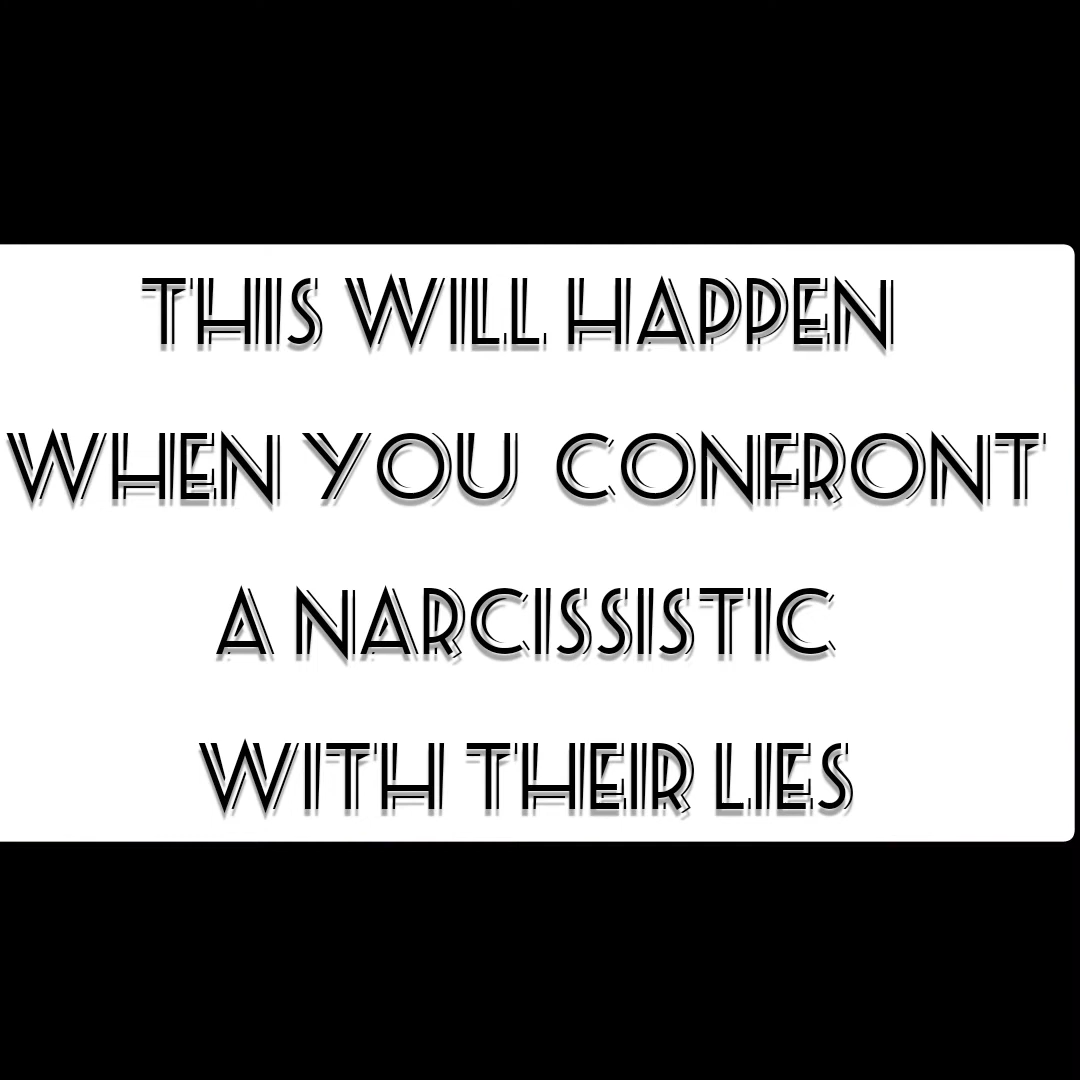 THIS WILL HAPPEN
WHEN YOU CONFRONT
A NARCISSISTIC
WITH THEIR LIES